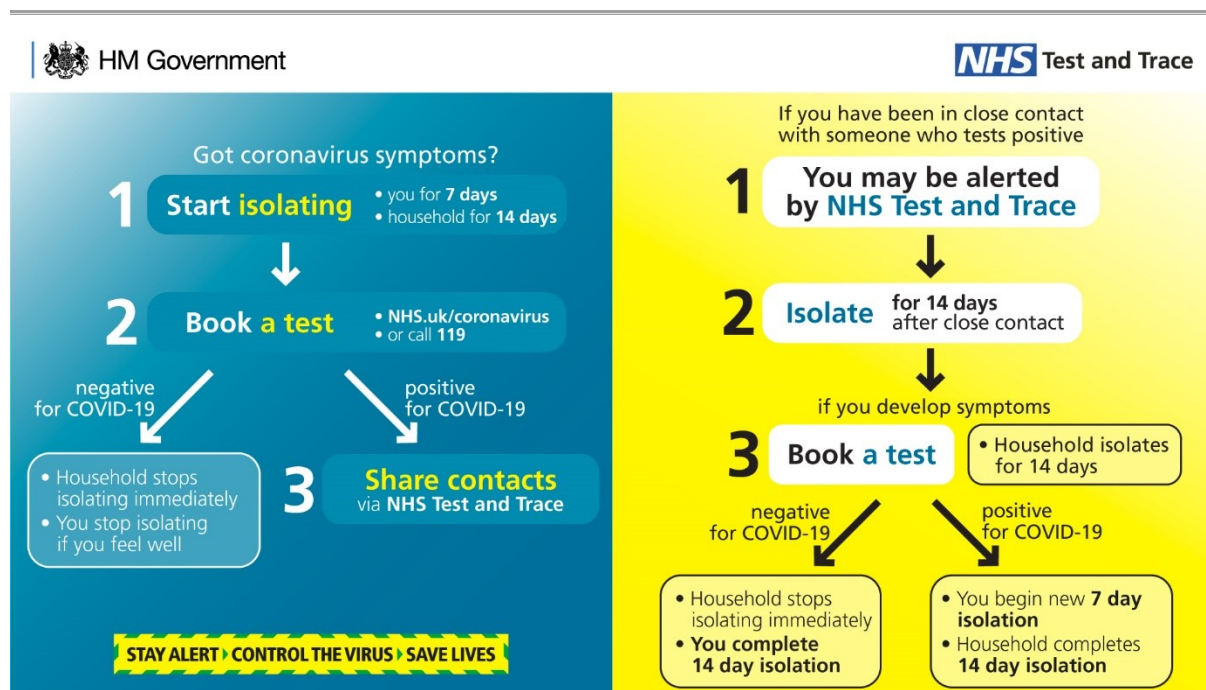 HM Government
NHS Test and Trace
Got coronavirus symptoms?
1
Start isolating
• you for 7 days
• household for 14 days
2
Book a test
• NHS.uk/coronavirus
• or call 119
negative
for COVID-19
positive
for COVID-19
• Household stops
isolating immediately
• You stop isolating
if you feel well
3
Share contacts
via NHS Test and Trace
STAY ALERT CONTROL THE VIRUS SAVE LIVES
If you have been in close contact
with someone who tests positive
1
You may be alerted
by NHS Test and Trace
2
Isolate
for 14 days
after close contact
if you develop symptoms
3
Book a test
• Household isolates
for 14 days
negative
for COVID-19
positive
for COVID-19
• Household stops
isolating immediately
• You complete
14 day isolation
• You begin new 7 day
isolation
• Household completes
14 day isolation